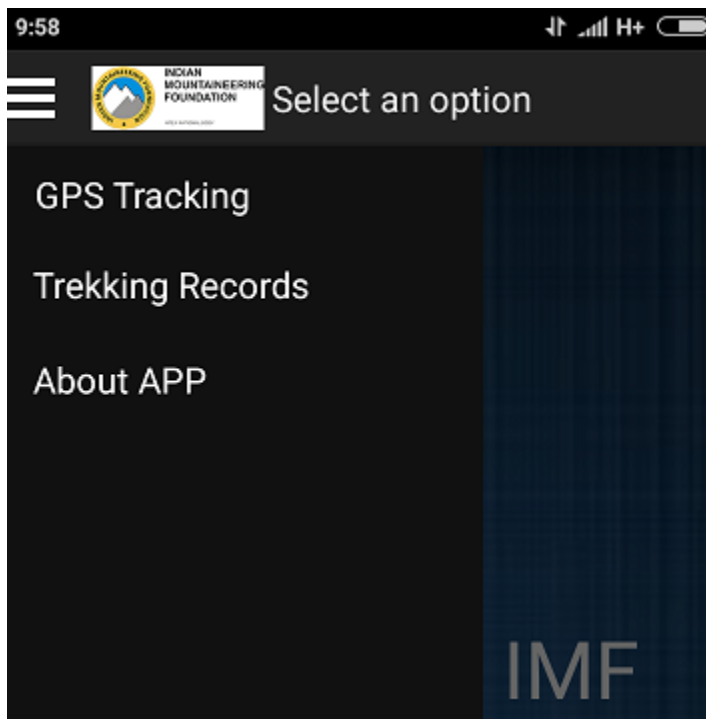 9:58
H+
INDIAN
MOUNTAINEERING
FOUNDATION
Select an option
GPS Tracking
Trekking Records
About APP
IMF